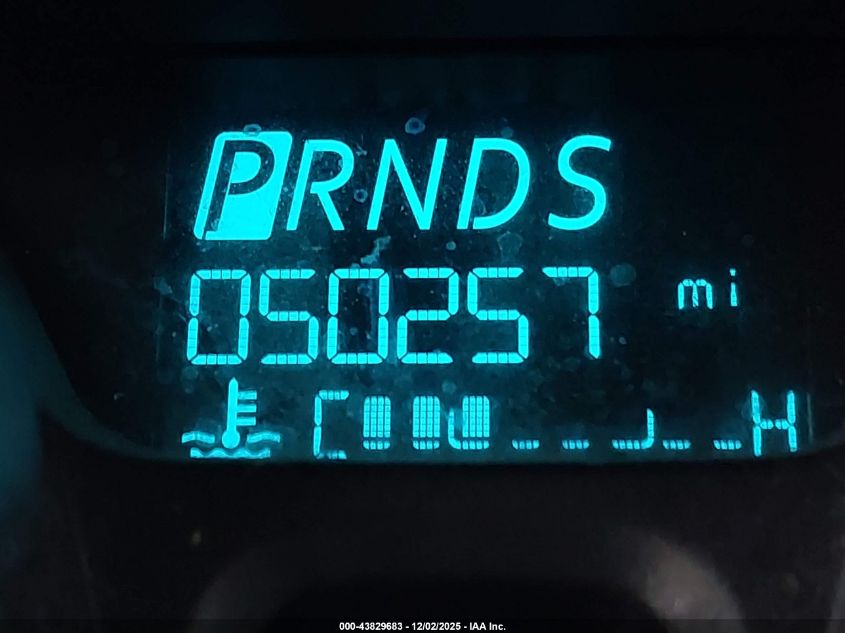 PRNDS
050257 mi
C H
000-43829683 - 12/02/2025 - IAA Inc.